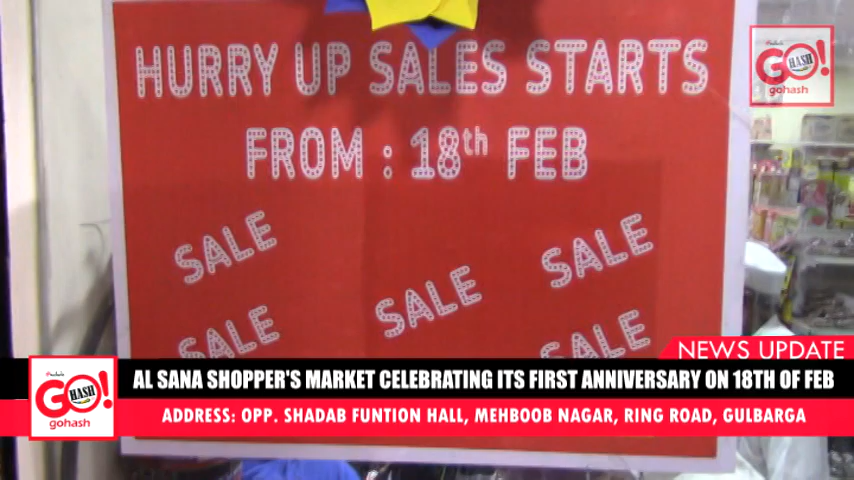 HURRY UP SALES STARTS
FROM : 18th FEB
SALE
SALE
SALE
SALE
SALE
GO!
HASH
gohash
NEWS UPDATE
GO!
HASH
gohash
AL SANA SHOPPER'S MARKET CELEBRATING ITS FIRST ANNIVERSARY ON 18TH OF FEB
ADDRESS: OPP. SHADAB FUNTION HALL, MEHBOOB NAGAR, RING ROAD, GULBARGA